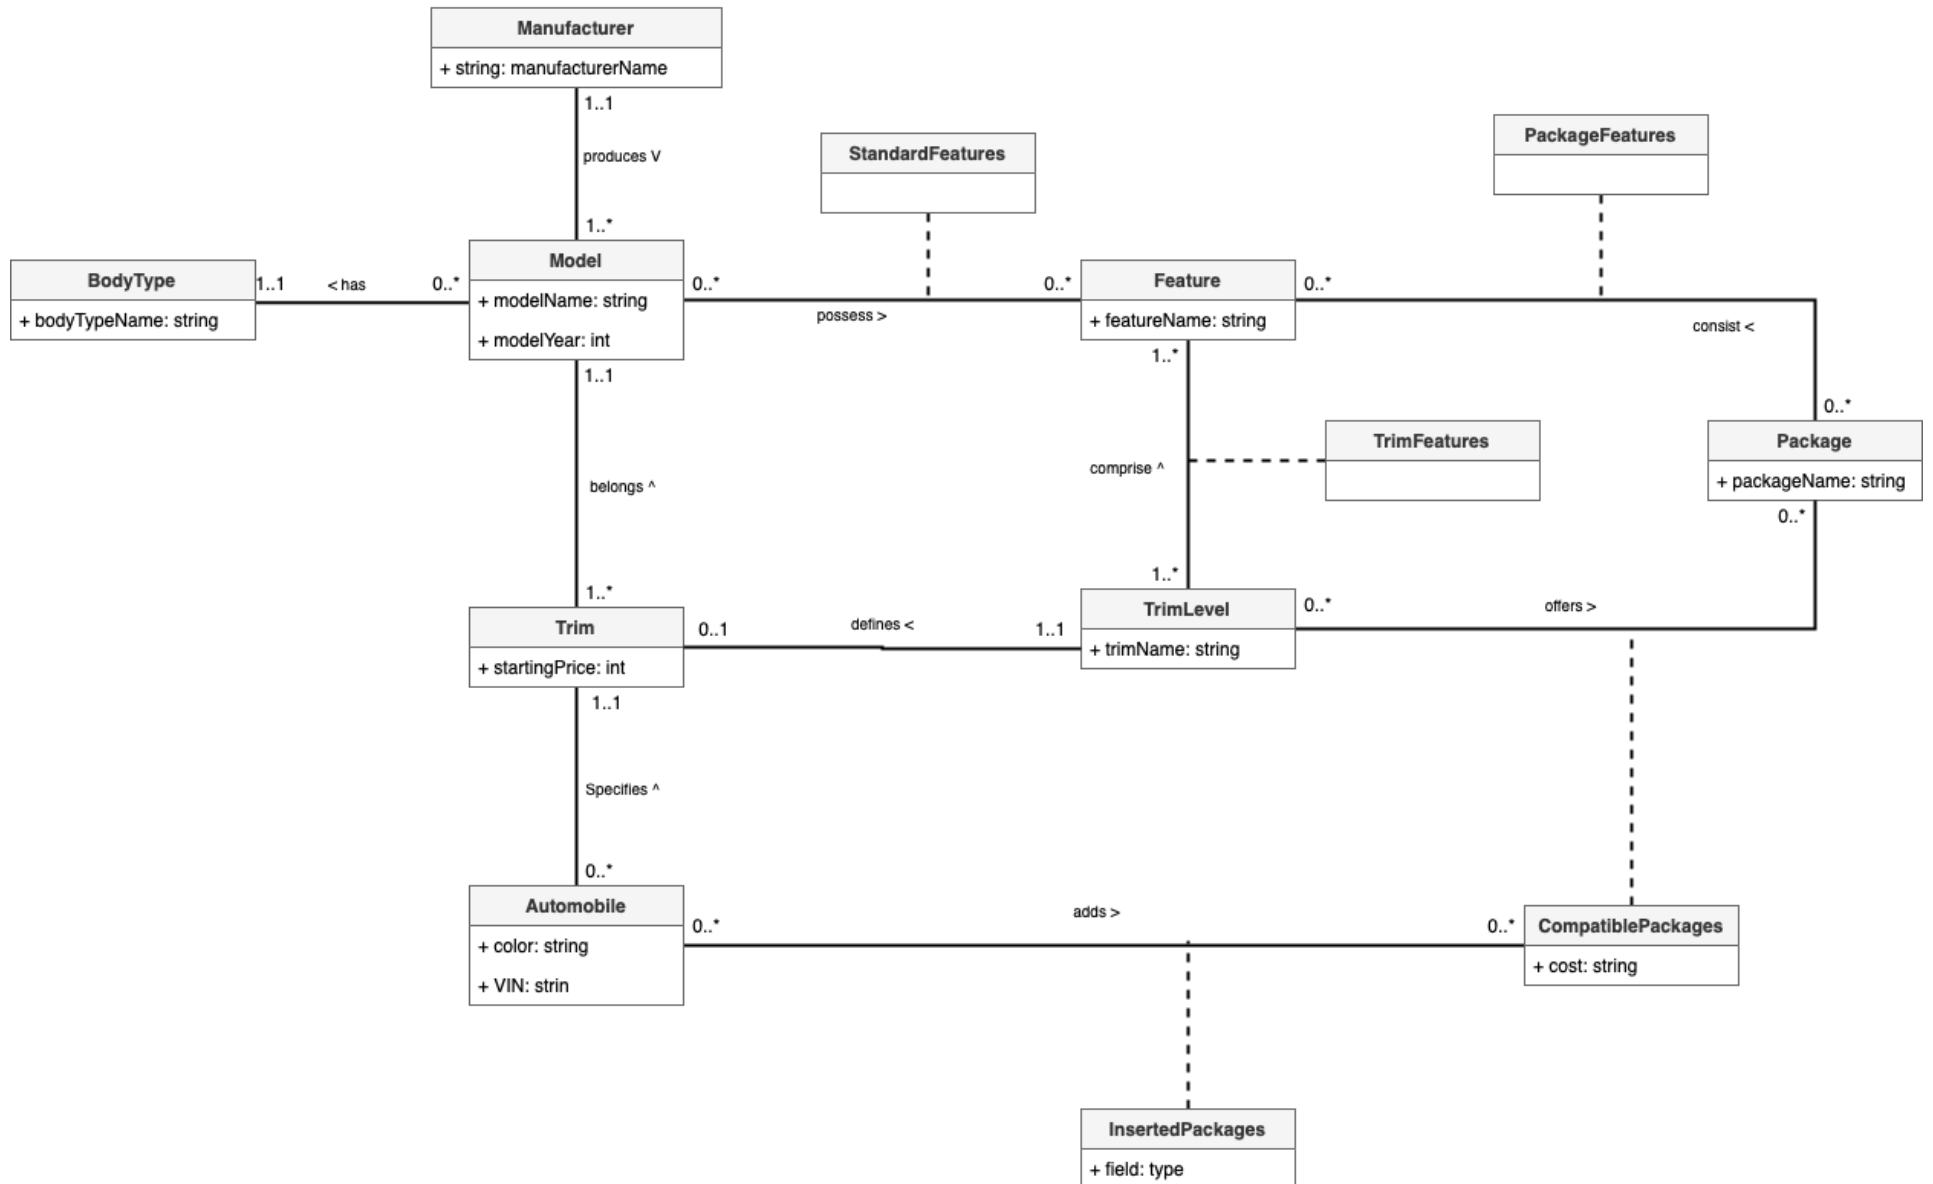 Manufacturer
+ string: manufacturerName
1..1
produces V
1..*
StandardFeatures
PackageFeatures
BodyType
+ bodyTypeName: string
1..1
< has
0..*
Model
+ modelName: string
+ modelYear: int
0..*
possess >
0..*
Feature
+ featureName: string
0..*
consist <
0..*
1..1
belongs ^
1..*
1..*
comprise ^
1..*
TrimFeatures
Package
+ packageName: string
0..*
Trim
+ startingPrice: int
0..1
defines <
1..1
TrimLevel
+ trimName: string
0..*
offers >
1..1
Specifies ^
0..*
Automobile
+ color: string
+ VIN: strin
0..*
adds >
0..*
CompatiblePackages
+ cost: string
InsertedPackages
+ field: type